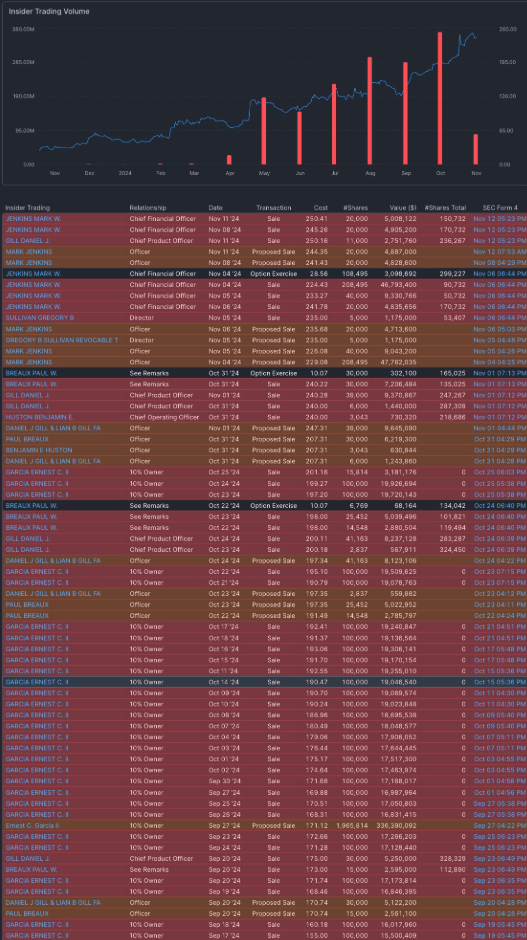 Insider Trading Volume
380.00M 260.00
285.00M 195.00
190.00M 130.00
95.00M 65.00
0.00 0.00
Nov Dec 2024 Feb Mar Apr May Jun Jul Aug Sep Oct Nov
Insider Trading Relationship Date Transaction Cost #Shares Value ($) #Shares Total SEC Form 4
JENKINS MARK W. Chief Financial Officer Nov 11 '24 Sale 250.41 20,000 5,008,122 150,732 Nov 12 05:23 PM
JENKINS MARK W. Chief Financial Officer Nov 08 '24 Sale 245.26 20,000 4,905,200 170,732 Nov 12 05:23 PM
GILL DANIEL J. Chief Product Officer Nov 11 '24 Sale 250.16 11,000 2,751,760 236,267 Nov 12 05:23 PM
MARK JENKINS Officer Nov 11 '24 Proposed Sale 244.35 20,000 4,887,000 Nov 12 07:53 AM
MARK JENKINS Officer Nov 08 '24 Proposed Sale 241.43 20,000 4,828,600 Nov 08 04:29 PM
JENKINS MARK W. Chief Financial Officer Nov 04 '24 Option Exercise 28.56 108,495 3,098,692 299,227 Nov 06 06:44 PM
JENKINS MARK W. Chief Financial Officer Nov 04 '24 Sale 224.43 208,495 46,793,400 90,732 Nov 06 06:44 PM
JENKINS MARK W. Chief Financial Officer Nov 05 '24 Sale 233.27 40,000 9,330,766 50,732 Nov 06 06:44 PM
JENKINS MARK W. Chief Financial Officer Nov 06 '24 Sale 241.78 20,000 4,835,656 170,732 Nov 06 06:44 PM
SULLIVAN GREGORY B Director Nov 05 '24 Sale 235.00 5,000 1,175,000 53,407 Nov 06 06:44 PM
MARK JENKINS Officer Nov 06 '24 Proposed Sale 235.68 20,000 4,713,600 Nov 06 05:03 PM
GREGORY B SULLIVAN REVOCABLE T Director Nov 05 '24 Proposed Sale 235.00 5,000 1,175,000 Nov 05 04:46 PM
MARK JENKINS Officer Nov 05 '24 Proposed Sale 226.08 40,000 9,043,200 Nov 05 04:26 PM
MARK JENKINS Officer Nov 04 '24 Proposed Sale 229.08 208,495 47,762,035 Nov 04 04:25 PM
BREAUX PAUL W. See Remarks Oct 31 '24 Option Exercise 10.07 30,000 302,100 165,025 Nov 01 07:13 PM
BREAUX PAUL W. See Remarks Oct 31 '24 Sale 240.22 30,000 7,206,484 135,025 Nov 01 07:13 PM
GILL DANIEL J. Chief Product Officer Nov 01 '24 Sale 240.28 39,000 9,370,767 247,267 Nov 01 07:12 PM
GILL DANIEL J. Chief Product Officer Oct 31 '24 Sale 240.00 6,000 1,440,000 287,308 Nov 01 07:12 PM
HUSTON BENJAMIN E. Chief Operating Officer Oct 31 '24 Sale 240.00 3,043 730,320 218,686 Nov 01 07:12 PM
DANIEL J GILL & LIAN B GILL FA Officer Nov 01 '24 Proposed Sale 247.31 39,000 9,645,090 Nov 01 04:44 PM
PAUL BREAUX Officer Oct 31 '24 Proposed Sale 207.31 30,000 6,219,300 Oct 31 04:29 PM
BENJAMIN E HUSTON Officer Oct 31 '24 Proposed Sale 207.31 3,043 630,844 Oct 31 04:28 PM
DANIEL J GILL & LIAN B GILL FA Officer Oct 31 '24 Proposed Sale 207.31 6,000 1,243,860 Oct 31 04:28 PM
GARCIA ERNEST C. II 10% Owner Oct 25 '24 Sale 201.16 15,814 3,181,176 0 Oct 25 06:03 PM
GARCIA ERNEST C. II 10% Owner Oct 24 '24 Sale 199.27 100,000 19,926,694 0 Oct 25 05:38 PM
GARCIA ERNEST C. II 10% Owner Oct 23 '24 Sale 197.20 100,000 19,720,143 0 Oct 25 05:38 PM
BREAUX PAUL W. See Remarks Oct 22 '24 Option Exercise 10.07 6,769 68,164 134,042 Oct 24 06:40 PM
BREAUX PAUL W. See Remarks Oct 23 '24 Sale 198.00 25,452 5,039,496 101,821 Oct 24 06:40 PM
BREAUX PAUL W. See Remarks Oct 22 '24 Sale 198.00 14,548 2,880,504 119,494 Oct 24 06:40 PM
GILL DANIEL J. Chief Product Officer Oct 24 '24 Sale 200.11 41,163 8,237,128 283,287 Oct 24 06:39 PM
GILL DANIEL J. Chief Product Officer Oct 23 '24 Sale 200.18 2,837 567,911 324,450 Oct 24 06:39 PM
DANIEL J GILL & LIAN B GILL FA Officer Oct 24 '24 Proposed Sale 197.34 41,163 8,123,106 Oct 24 04:22 PM
GARCIA ERNEST C. II 10% Owner Oct 22 '24 Sale 195.10 100,000 19,509,625 0 Oct 23 07:15 PM
GARCIA ERNEST C. II 10% Owner Oct 21 '24 Sale 190.79 100,000 19,078,763 0 Oct 23 07:15 PM
DANIEL J GILL & LIAN B GILL FA Officer Oct 23 '24 Proposed Sale 197.35 2,837 559,882 Oct 23 04:12 PM
PAUL BREAUX Officer Oct 23 '24 Proposed Sale 197.35 25,452 5,022,952 Oct 23 04:11 PM
PAUL BREAUX Officer Oct 22 '24 Proposed Sale 191.49 14,548 2,785,797 Oct 22 04:24 PM
GARCIA ERNEST C. II 10% Owner Oct 17 '24 Sale 192.41 100,000 19,240,647 0 Oct 21 04:51 PM
GARCIA ERNEST C. II 10% Owner Oct 18 '24 Sale 191.37 100,000 19,136,564 0 Oct 21 04:51 PM
GARCIA ERNEST C. II 10% Owner Oct 16 '24 Sale 193.06 100,000 19,306,141 0 Oct 17 05:48 PM
GARCIA ERNEST C. II 10% Owner Oct 15 '24 Sale 191.70 100,000 19,170,154 0 Oct 17 05:48 PM
GARCIA ERNEST C. II 10% Owner Oct 11 '24 Sale 192.55 100,000 19,255,010 0 Oct 15 05:36 PM
GARCIA ERNEST C. II 10% Owner Oct 14 '24 Sale 190.47 100,000 19,046,540 0 Oct 15 05:36 PM
GARCIA ERNEST C. II 10% Owner Oct 09 '24 Sale 190.70 100,000 19,069,574 0 Oct 11 04:30 PM
GARCIA ERNEST C. II 10% Owner Oct 10 '24 Sale 190.24 100,000 19,023,848 0 Oct 11 04:30 PM
GARCIA ERNEST C. II 10% Owner Oct 08 '24 Sale 186.96 100,000 18,695,538 0 Oct 09 05:40 PM
GARCIA ERNEST C. II 10% Owner Oct 07 '24 Sale 180.49 100,000 18,048,577 0 Oct 09 05:40 PM
GARCIA ERNEST C. II 10% Owner Oct 04 '24 Sale 179.06 100,000 17,906,052 0 Oct 07 05:11 PM
GARCIA ERNEST C. II 10% Owner Oct 03 '24 Sale 176.44 100,000 17,644,445 0 Oct 07 05:11 PM
GARCIA ERNEST C. II 10% Owner Oct 01 '24 Sale 175.17 100,000 17,517,300 0 Oct 03 04:55 PM
GARCIA ERNEST C. II 10% Owner Oct 02 '24 Sale 174.64 100,000 17,463,974 0 Oct 03 04:55 PM
GARCIA ERNEST C. II 10% Owner Sep 30 '24 Sale 171.68 100,000 17,168,017 0 Oct 01 04:56 PM
GARCIA ERNEST C. II 10% Owner Sep 27 '24 Sale 169.88 100,000 16,987,964 0 Oct 01 04:56 PM
GARCIA ERNEST C. II 10% Owner Sep 25 '24 Sale 170.51 100,000 17,050,803 0 Sep 27 05:38 PM
GARCIA ERNEST C. II 10% Owner Sep 26 '24 Sale 168.31 100,000 16,831,415 0 Sep 27 05:38 PM
Ernest C. Garcia II 10% Owner Sep 27 '24 Proposed Sale 171.12 1,965,814 336,390,092 Sep 27 04:22 PM
GARCIA ERNEST C. II 10% Owner Sep 23 '24 Sale 172.66 100,000 17,266,203 0 Sep 25 06:23 PM
GARCIA ERNEST C. II 10% Owner Sep 24 '24 Sale 171.28 100,000 17,128,440 0 Sep 25 06:23 PM
GILL DANIEL J. Chief Product Officer Sep 20 '24 Sale 175.00 30,000 5,250,000 328,329 Sep 23 06:49 PM
BREAUX PAUL W. See Remarks Sep 20 '24 Sale 173.00 15,000 2,595,000 112,890 Sep 23 06:49 PM
GARCIA ERNEST C. II 10% Owner Sep 20 '24 Sale 171.74 100,000 17,173,814 0 Sep 23 06:35 PM
GARCIA ERNEST C. II 10% Owner Sep 19 '24 Sale 168.46 100,000 16,846,395 0 Sep 23 06:35 PM
DANIEL J GILL & LIAN B GILL FA Officer Sep 20 '24 Proposed Sale 170.74 30,000 5,122,200 Sep 20 04:28 PM
PAUL BREAUX Officer Sep 20 '24 Proposed Sale 170.74 15,000 2,561,100 Sep 20 04:28 PM
GARCIA ERNEST C. II 10% Owner Sep 18 '24 Sale 160.18 100,000 16,017,960 0 Sep 19 05:45 PM
GARCIA ERNEST C. II 10% Owner Sep 17 '24 Sale 155.00 100,000 15,500,409 0 Sep 19 05:45 PM